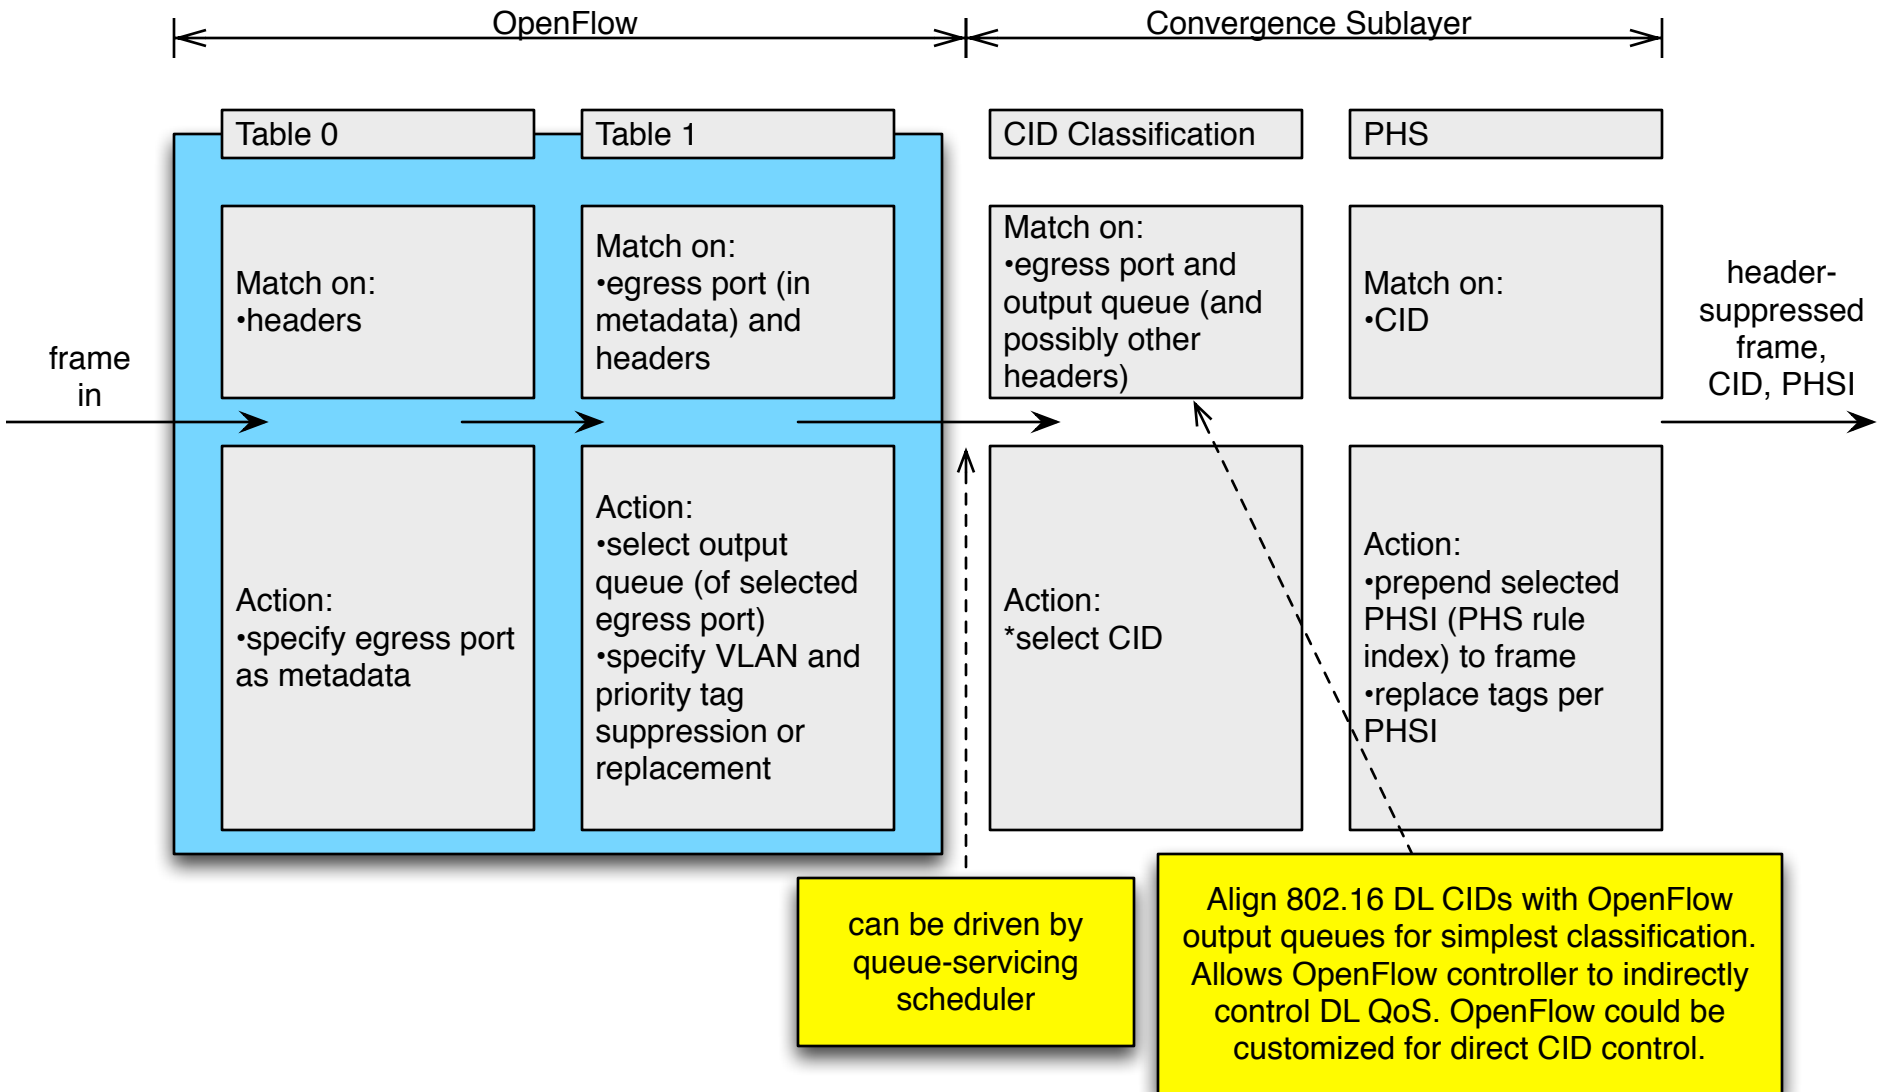 OpenFlow
Convergence Sublayer
Table 0
Table 1
CID Classification
PHS
frame
in
Match on:
•headers
Match on:
•egress port (in
metadata) and
headers
Match on:
•egress port and
output queue (and
possibly other
headers)
Match on:
•CID
header-
suppressed
frame,
CID, PHSI
Action:
•specify egress port
as metadata
Action:
•select output
queue (of selected
egress port)
•specify VLAN and
priority tag
suppression or
replacement
Action:
*select CID
Action:
•prepend selected
PHSI (PHS rule
index) to frame
•replace tags per
PHSI
can be driven by
queue-servicing
scheduler
Align 802.16 DL CIDs with OpenFlow
output queues for simplest classification.
Allows OpenFlow controller to indirectly
control DL QoS. OpenFlow could be
customized for direct CID control.